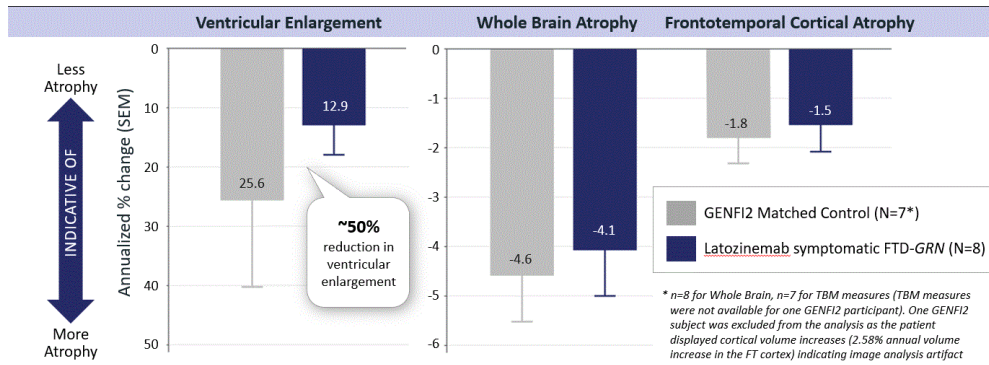 Ventricular Enlargement
Whole Brain Atrophy
Frontotemporal Cortical Atrophy
Less
Atrophy
INDICATIVE OF
More
Atrophy
Annualized % change (SEM)
0
10
20
30
40
50
25.6
12.9
~50%
reduction in
ventricular
enlargement
0
-1
-2
-3
-4
-5
-6
-4.6
-4.1
-1.8
-1.5
GENFI2 Matched Control (N=7*)
Latozinemab symptomatic FTD-GRN (N=8)
* n=8 for Whole Brain, n=7 for TBM measures (TBM measures
were not available for one GENFI2 participant). One GENFI2
subject was excluded from the analysis as the patient
displayed cortical volume increases (2.58% annual volume
increase in the FT cortex) indicating image analysis artifact